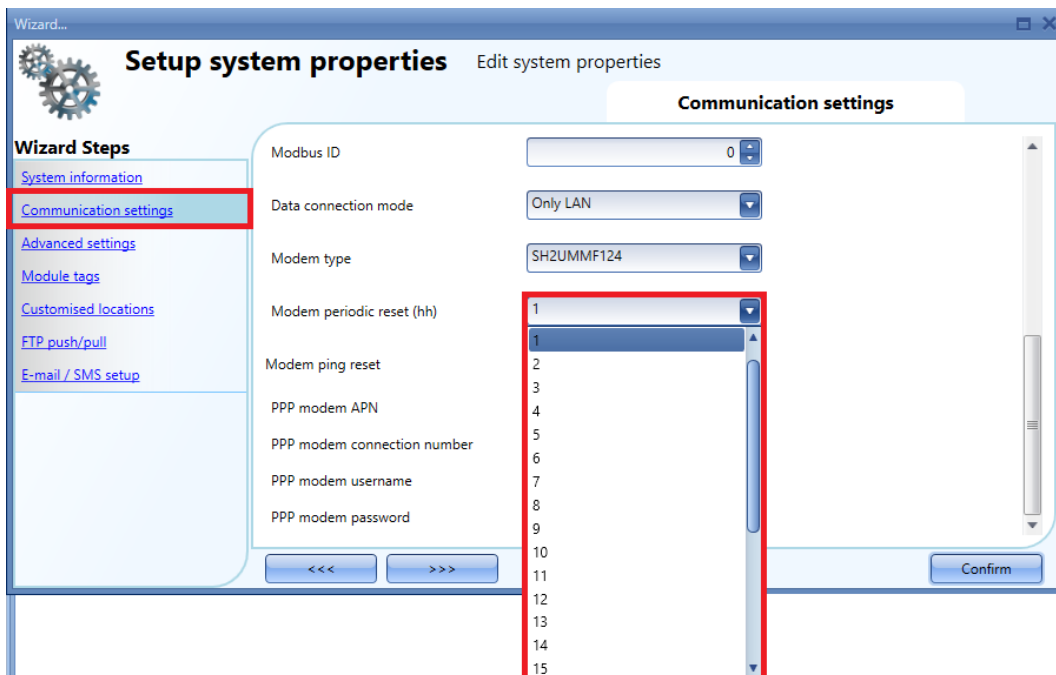 Wizard...
Setup system properties Edit system properties
Communication settings
Wizard Steps
System information
Communication settings
Advanced settings
Module tags
Customised locations
FTP push/pull
E-mail / SMS setup
Modbus ID 0
Data connection mode Only LAN
Modem type SH2UMMF124
Modem periodic reset (hh) 1
Modem ping reset
PPP modem APN
PPP modem connection number
PPP modem username
PPP modem password
1
2
3
4
5
6
7
8
9
10
11
12
13
14
15
<<< >>> Confirm